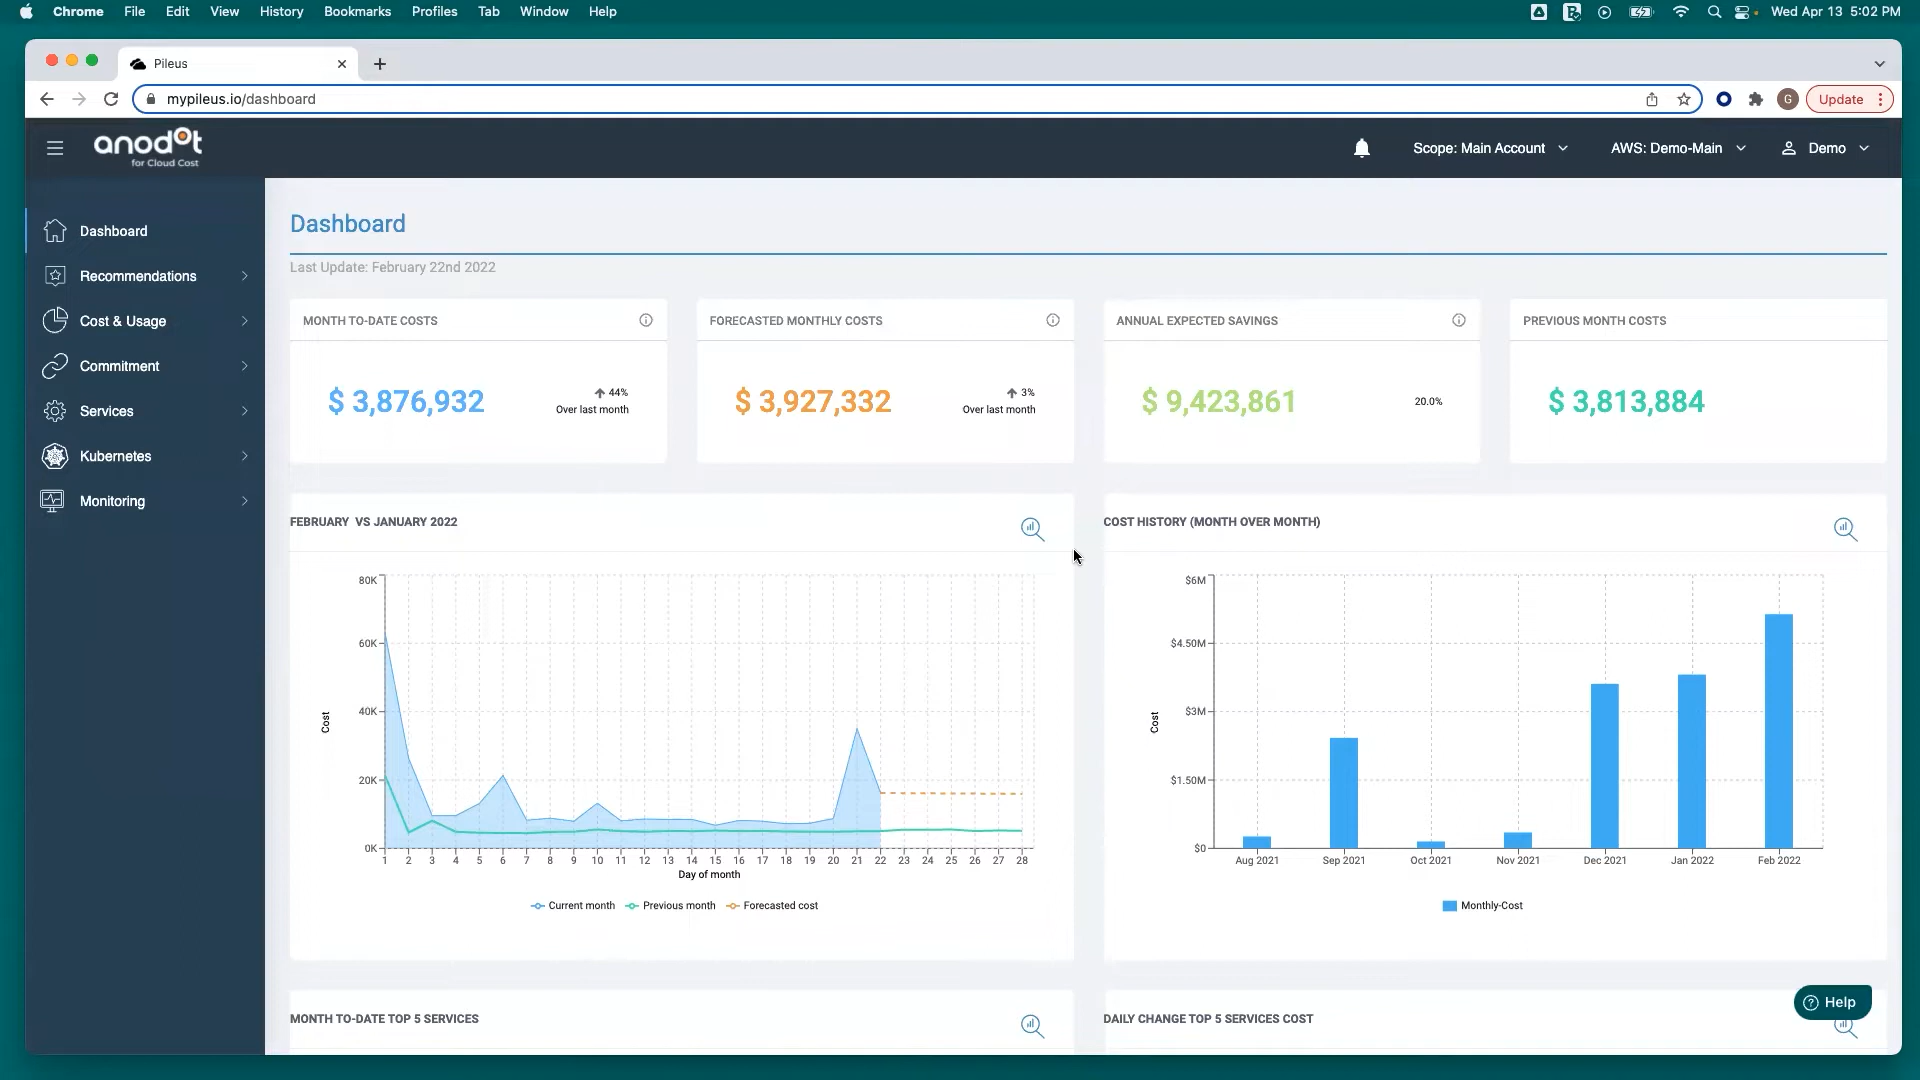 Chrome File Edit View History Bookmarks Profiles Tab Window Help Wed Apr 13 5:02 PM
Pileus
mypileus.io/dashboard
G
Update
anodot
for Cloud Cost
Scope: Main Account
AWS: Demo-Main
Demo
Dashboard
Recommendations
Cost & Usage
Commitment
Services
Kubernetes
Monitoring
Dashboard
Last Update: February 22nd 2022
MONTH TO-DATE COSTS
$ 3,876,932
44%
Over last month
FORECASTED MONTHLY COSTS
$ 3,927,332
3%
Over last month
ANNUAL EXPECTED SAVINGS
$ 9,423,861
20.0%
PREVIOUS MONTH COSTS
$ 3,813,884
FEBRUARY VS JANUARY 2022
80K
60K
40K
20K
0K
Cost
1 2 3 4 5 6 7 8 9 10 11 12 13 14 15 16 17 18 19 20 21 22 23 24 25 26 27 28
Day of month
Current month Previous month Forecasted cost
COST HISTORY (MONTH OVER MONTH)
$6M
$4.50M
$3M
$1.50M
$0
Cost
Aug 2021 Sep 2021 Oct 2021 Nov 2021 Dec 2021 Jan 2022 Feb 2022
Monthly-Cost
MONTH TO-DATE TOP 5 SERVICES
DAILY CHANGE TOP 5 SERVICES COST
Help